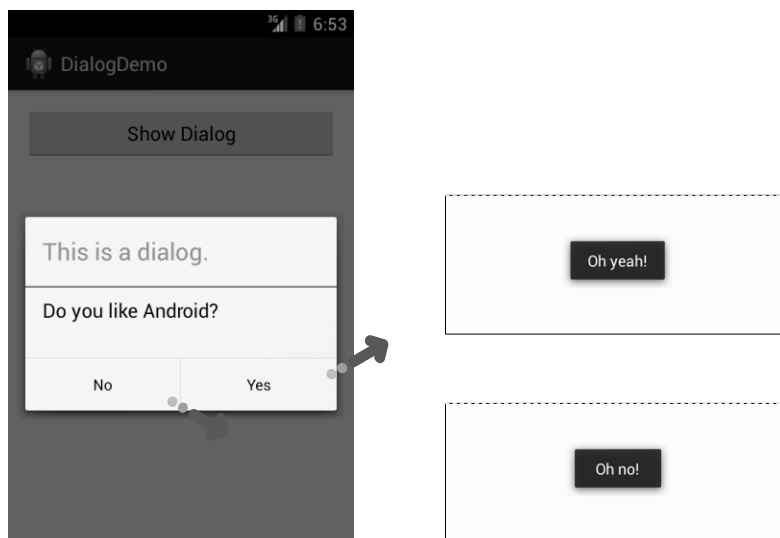 3G 6:53
DialogDemo
Show Dialog
This is a dialog.
Do you like Android?
No Yes
Oh yeah!
Oh no!